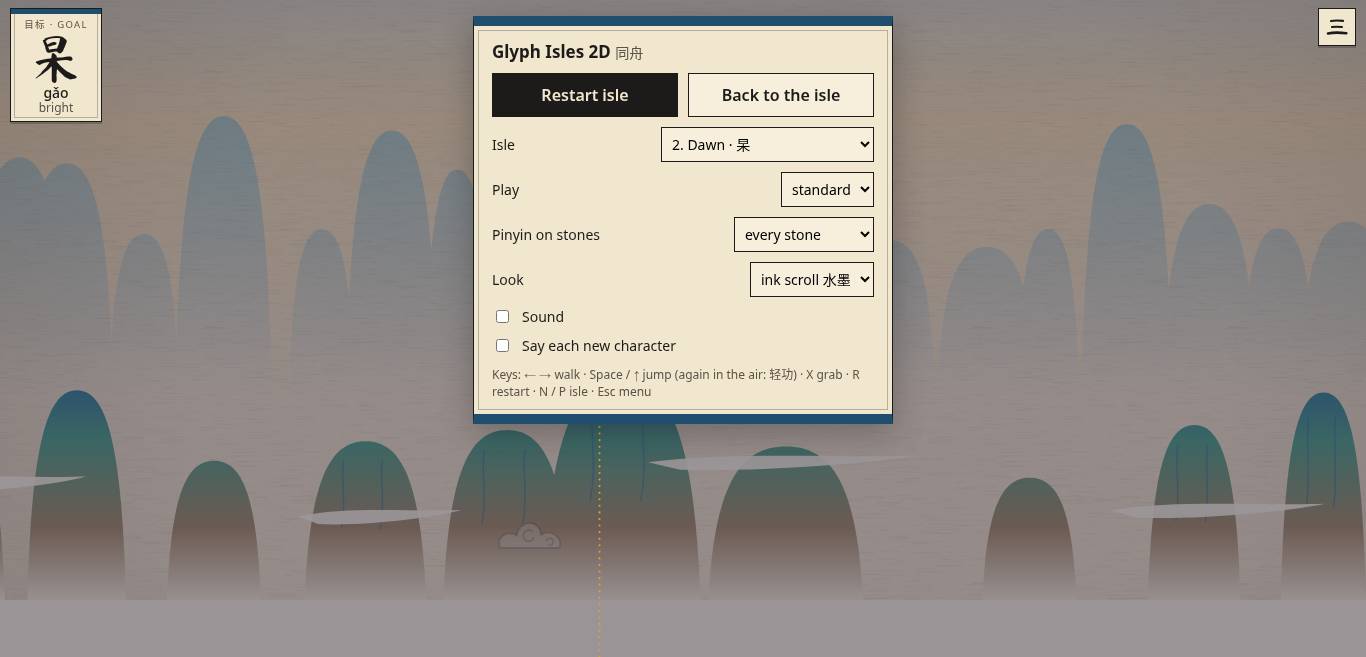 目标 · GOAL
杲
gǎo
bright
三
Glyph Isles 2D 同舟
Restart isle
Back to the isle
Isle
2. Dawn · 杲
Play
standard
Pinyin on stones
every stone
Look
ink scroll 水墨
Sound
Say each new character
Keys: ← → walk · Space / ↑ jump (again in the air: 轻功) · X grab · R
restart · N / P isle · Esc menu